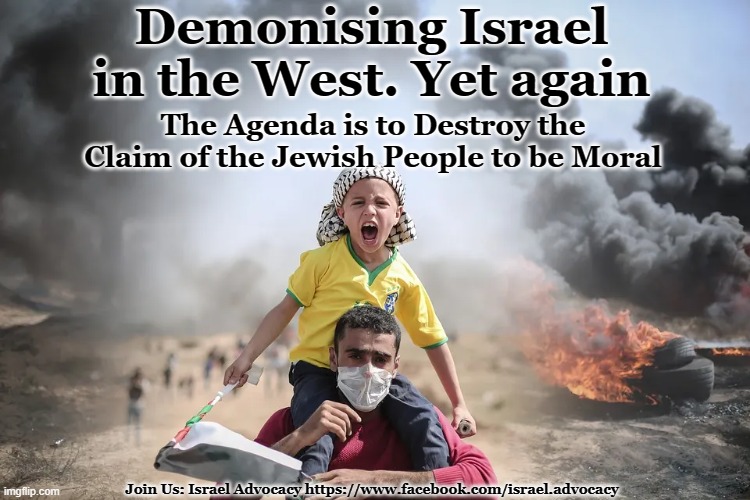 Demonising Israel
in the West. Yet again
The Agenda is to Destroy the
Claim of the Jewish People to be Moral
imgflip.com
Join Us: Israel Advocacy https://www.facebook.com/israel.advocacy